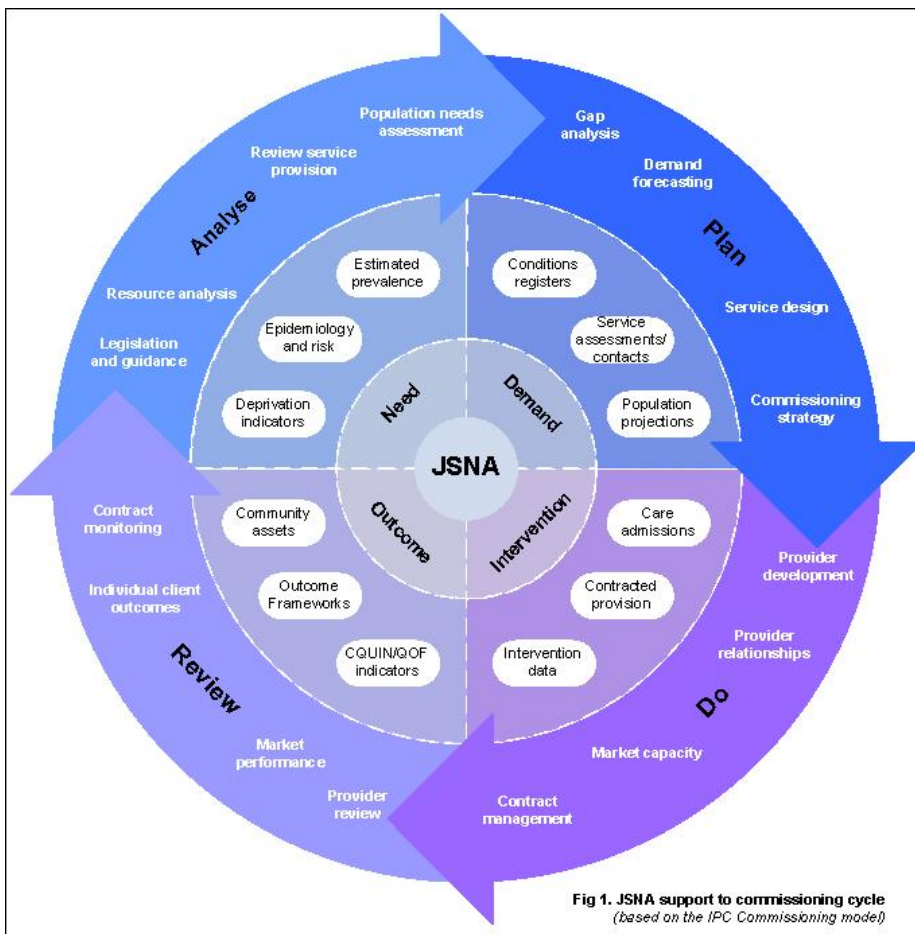 Population needs
assessment
Review service
provision
Analyse
Resource analysis
Legislation
and guidance
Gap
analysis
Demand
forecasting
Plan
Service design
Commissioning
strategy
Estimated
prevalence
Epidemiology
and risk
Deprivation
indicators
Conditions
registers
Service
assessments/
contacts
Population
projections
Need
Demand
JSNA
Outcome
Intervention
Community
assets
Outcome
Frameworks
CQUIN/QOF
indicators
Care
admissions
Contracted
provision
Intervention
data
Contract
monitoring
Individual client
outcomes
Review
Market
performance
Provider
review
Provider
development
Provider
relationships
Do
Market capacity
Contract
management
Fig 1. JSNA support to commissioning cycle
(based on the IPC Commissioning model)